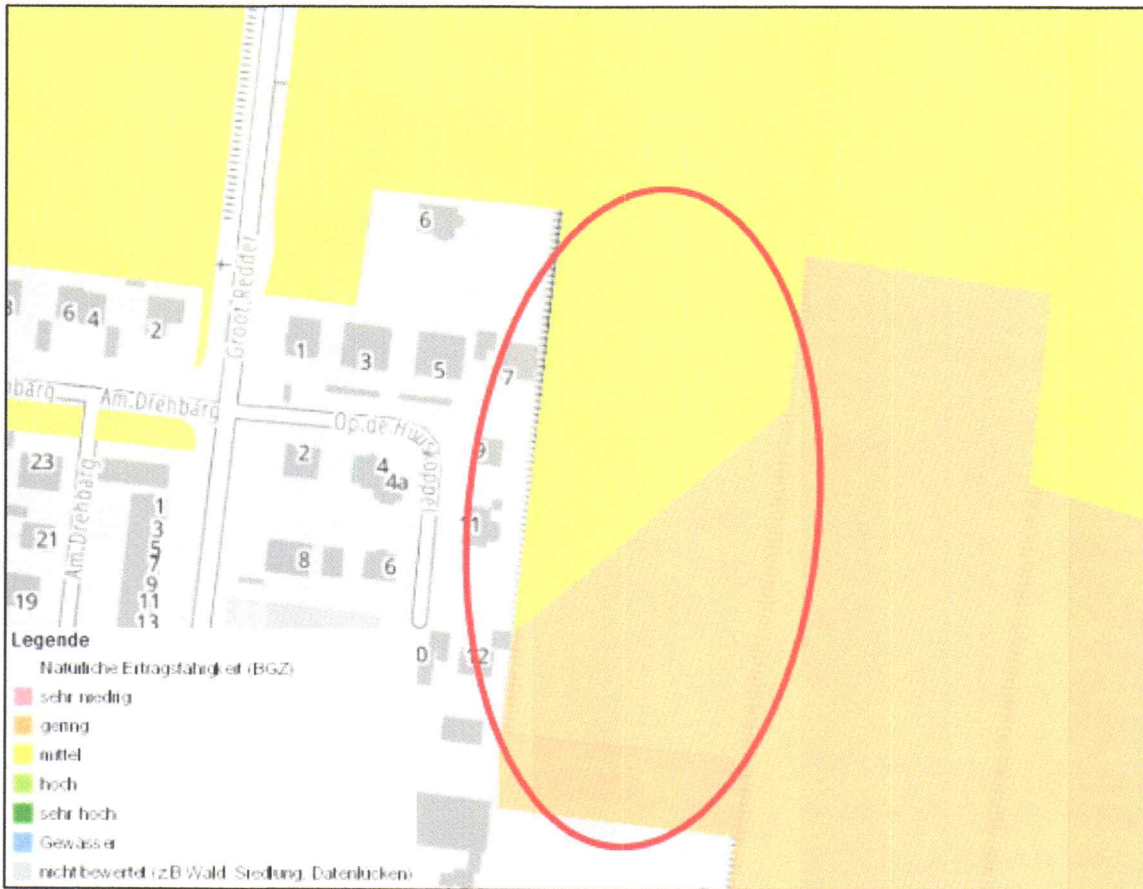 6
8
6
4
2
Groot.Redder
1
3
5
7
Am.Drehbarg
Op.de.Huf
koppel
2
4
4a
9
23
Am.Drehbarg
1
3
5
7
9
11
13
11
21
8
6
19
12
0
Legende
Natürliche Ertragsfähigkeit (BGZ)
sehr niedrig
gering
mittel
hoch
sehr hoch
Gewässer
nicht bewertet (z.B Wald, Siedlung, Datenlücken)